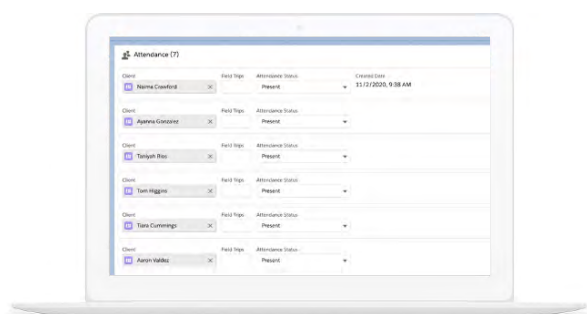 Attendance (7)
Client Field Trips Attendance Status Created Date
Naima Crawford Present 11/2/2020, 9:38 AM
Client Field Trips Attendance Status
Ayanna Gonzalez Present
Client Field Trips Attendance Status
Taniyah Rios Present
Client Field Trips Attendance Status
Tom Higgins Present
Client Field Trips Attendance Status
Tiara Cummings Present
Client Field Trips Attendance Status
Aaron Valdez Present